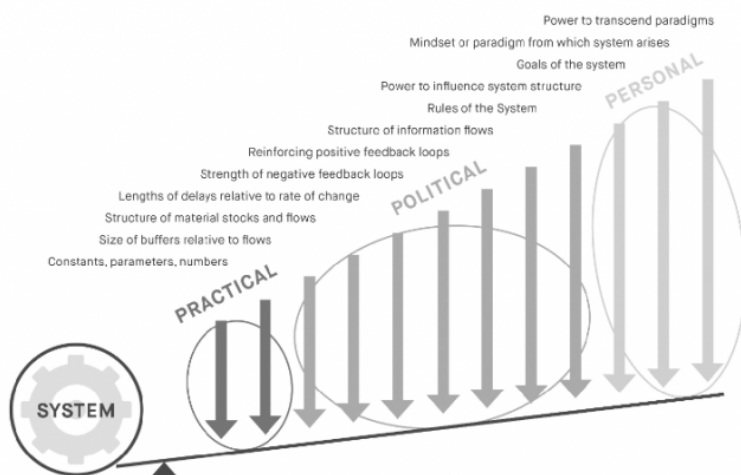 Power to transcend paradigms
Mindset or paradigm from which system arises
Goals of the system
Power to influence system structure
Rules of the System
Structure of information flows
Reinforcing positive feedback loops
Strength of negative feedback loops
Lengths of delays relative to rate of change
Structure of material stocks and flows
Size of buffers relative to flows
Constants, parameters, numbers
PERSONAL
POLITICAL
PRACTICAL
SYSTEM